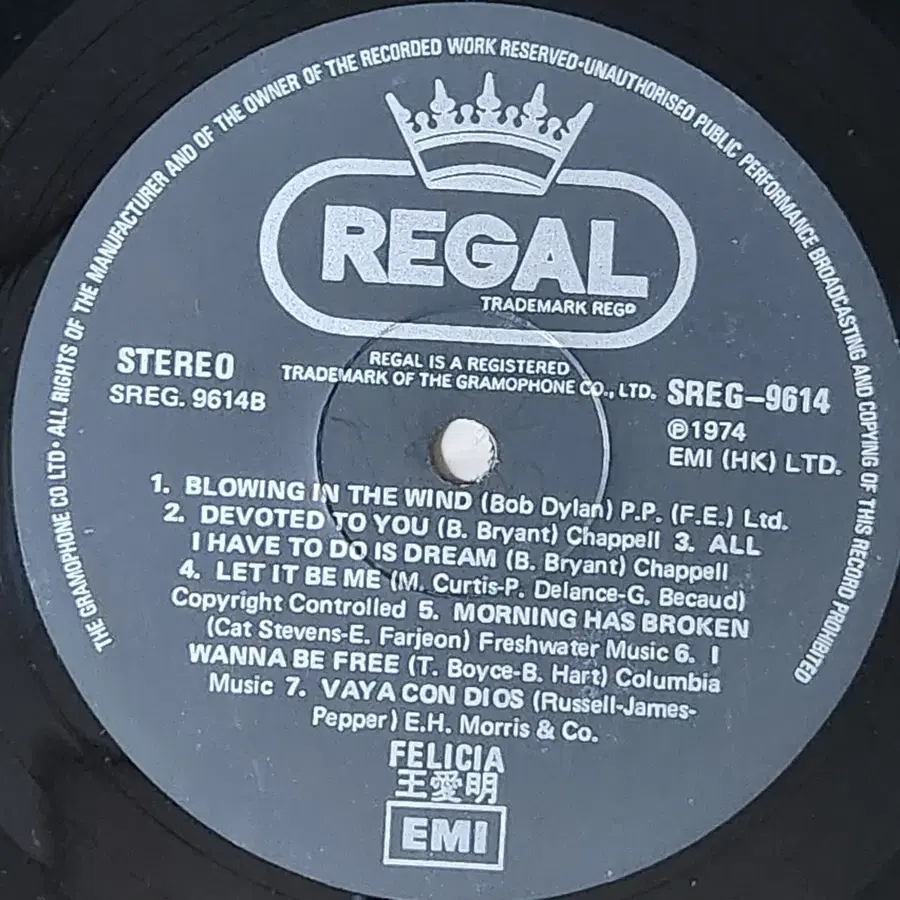 THE GRAMOPHONE CO LTD· ALL RIGHTS OF THE MANUFACTURER AND OF THE OWNER OF THE RECORDED WORK RESERVED·UNAUTHORISED PUBLIC PERFORMANCE BROADCASTING AND COPYING OF THIS RECORD PROHIBITED
REGAL
TRADEMARK REGD
REGAL IS A REGISTERED
TRADEMARK OF THE GRAMOPHONE CO., LTD.
STEREO
SREG. 9614B
SREG-9614
℗1974
EMI (HK) LTD.
1. BLOWING IN THE WIND (Bob Dylan) P.P. (F.E.) Ltd.
2. DEVOTED TO YOU (B. Bryant) Chappell 3. ALL
I HAVE TO DO IS DREAM (B. Bryant) Chappell
4. LET IT BE ME (M. Curtis-P. Delance-G. Becaud)
Copyright Controlled 5. MORNING HAS BROKEN
(Cat Stevens-E. Farjeon) Freshwater Music 6. I
WANNA BE FREE (T. Boyce-B. Hart) Columbia
Music 7. VAYA CON DIOS (Russell-James-
Pepper) E.H. Morris & Co.
FELICIA
王愛明
EMI